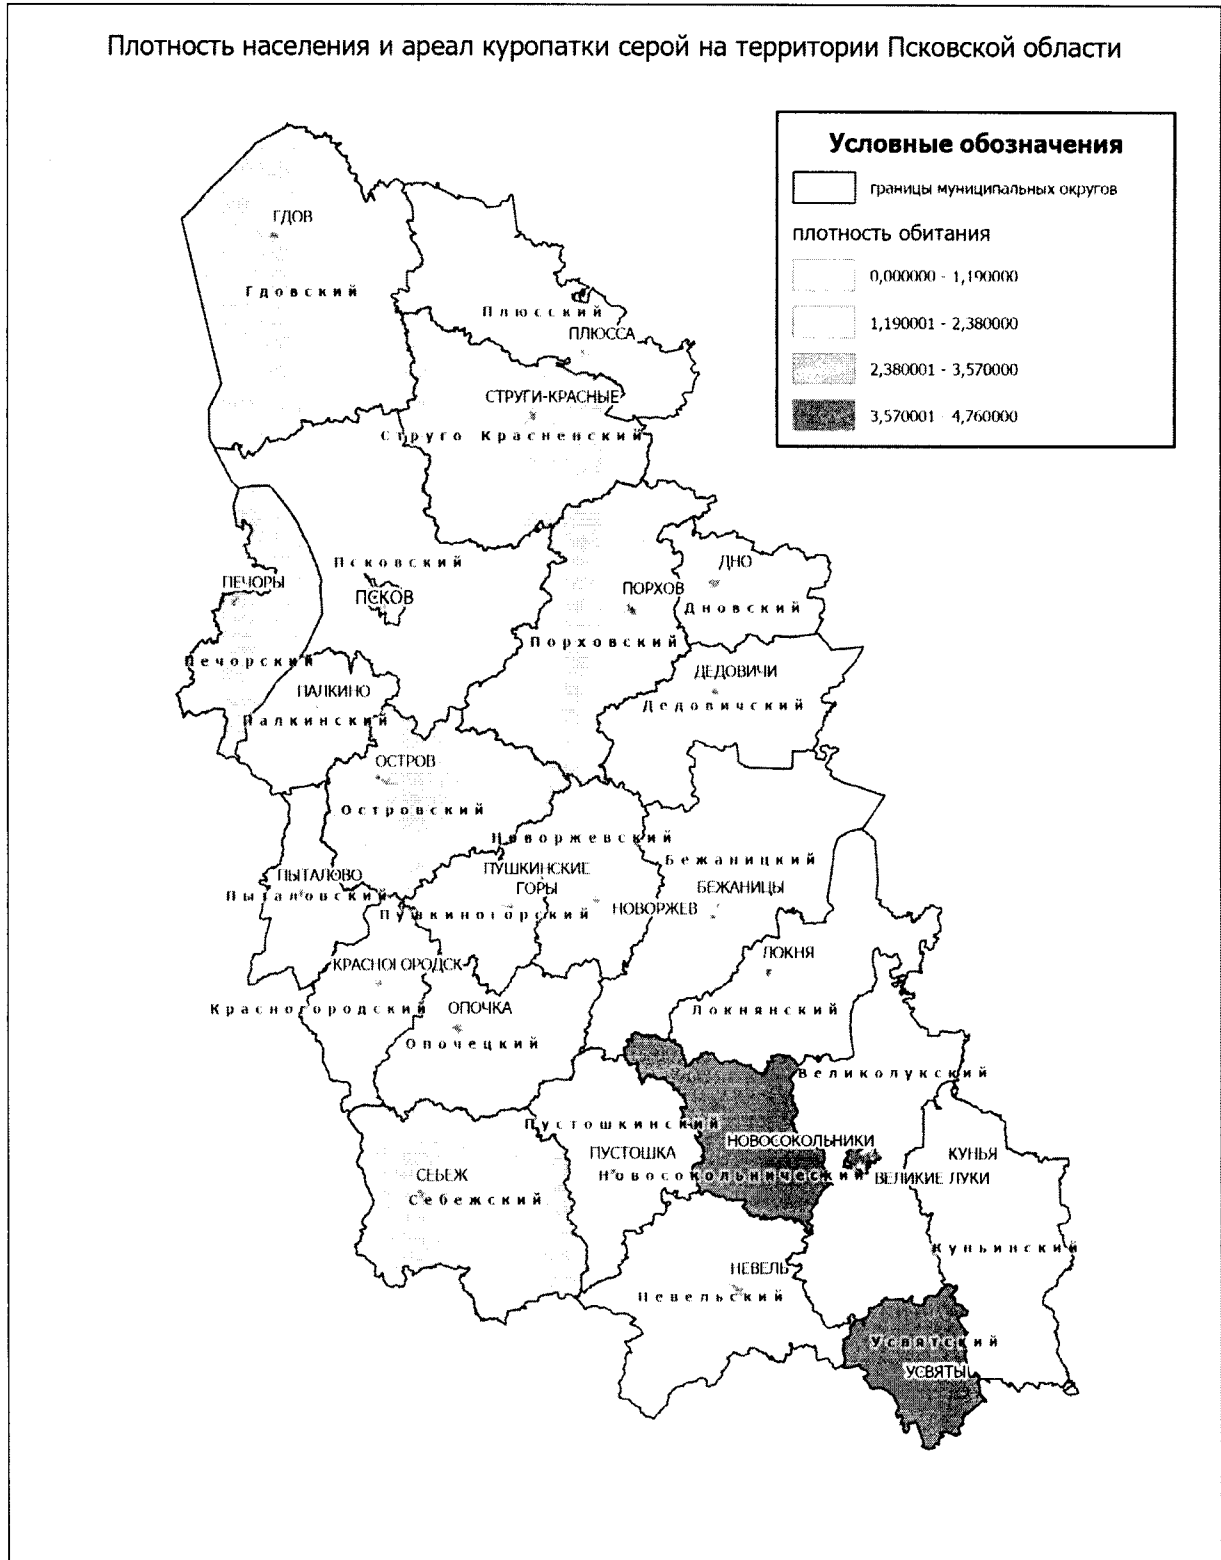 Плотность населения и ареал куропатки серой на территории Псковской области
Условные обозначения
границы муниципальных округов
плотность обитания
0,000000 - 1,190000
1,190001 - 2,380000
2,380001 - 3,570000
3,570001 - 4,760000
ГДОВ
Гдовский
Плюсский
ПЛЮССА
СТРУГИ-КРАСНЫЕ
Струго Красненский
Псковский
ПСКОВ
ПЕЧОРЫ
Печорский
ДНО
Дновский
ПОРХОВ
Порховский
ПАЛКИНО
Палкинский
ДЕДОВИЧИ
Дедовичский
ОСТРОВ
Островский
Новоржевский
Бежаницкий
ПУШКИНСКИЕ
ГОРЫ
БЕЖАНИЦЫ
ПЫТАЛОВО
Пыталовский
Пушкиногорский
НОВОРЖЕВ
ЛОКНЯ
Локнянский
КРАСНОГОРОДСК
Красногородский
ОПОЧКА
Опочецкий
Великолукский
Пустошкинский
ПУСТОШКА
НОВОСОКОЛЬНИКИ
Новосокольнический
ВЕЛИКИЕ ЛУКИ
КУНЬЯ
Куньинский
СЕБЕЖ
Себежский
НЕВЕЛЬ
Невельский
Усвятский
УСВЯТЫ